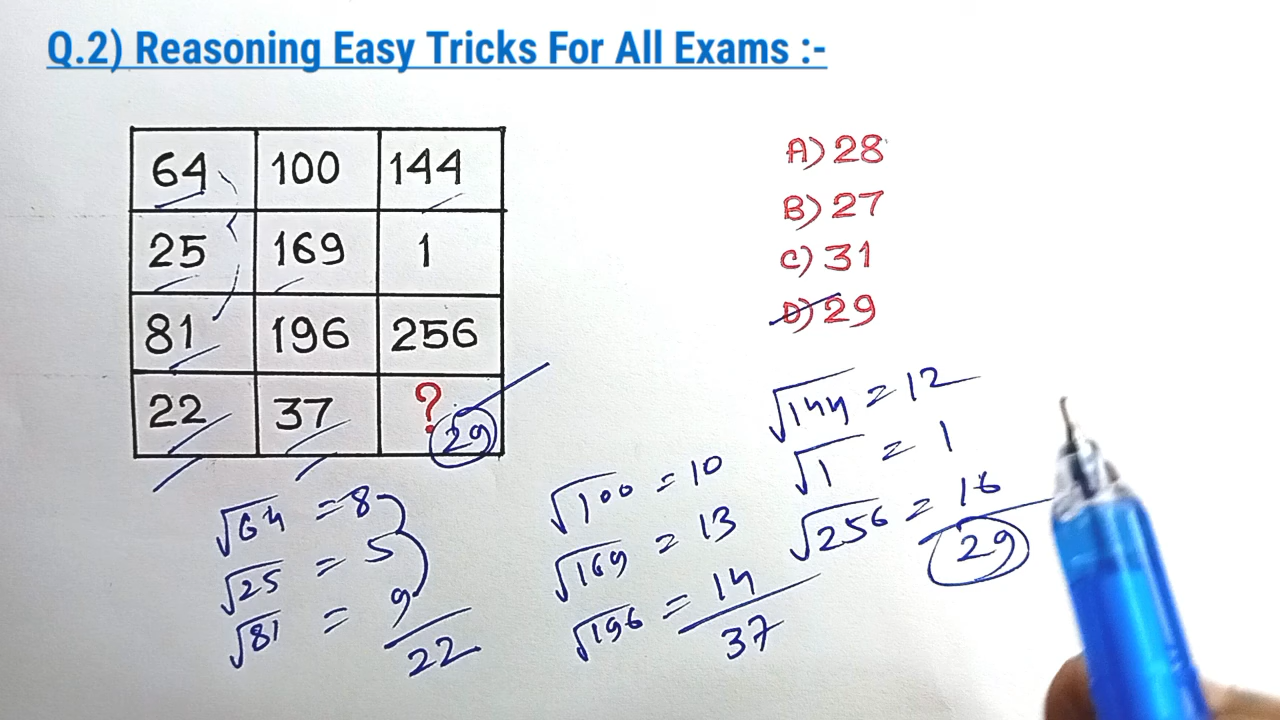 Q.2) Reasoning Easy Tricks For All Exams :-
64 100 144
25 169 1
81 196 256
22 37 ? 29
A) 28
B) 27
C) 31
D) 29
√64 = 8
√25 = 5
√81 = 9
22
√100 = 10
√169 = 13
√196 = 14
37
√144 = 12
√1 = 1
√256 = 16
29